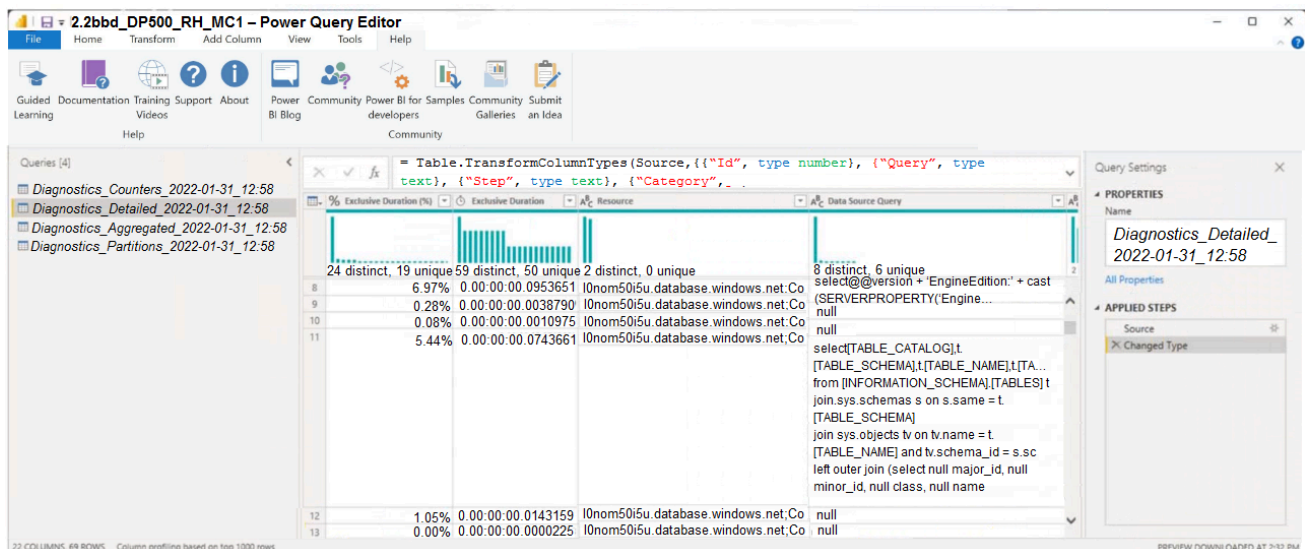 2.2bbd_DP500_RH_MC1 – Power Query Editor
File Home Transform Add Column View Tools Help
Guided Learning
Documentation
Training Videos
Support
About
Power BI Blog
Community
Power BI for developers
Samples
Community Galleries
Submit an Idea
Help
Community
Queries [4]
Diagnostics_Counters_2022-01-31_12:58
Diagnostics_Detailed_2022-01-31_12:58
Diagnostics_Aggregated_2022-01-31_12:58
Diagnostics_Partitions_2022-01-31_12:58
= Table.TransformColumnTypes(Source,{{“Id”, type number}, {“Query”, type
text}, {“Step”, type text}, {“Category”,
% Exclusive Duration (%) Exclusive Duration ABC Resource ABC Data Source Query
24 distinct, 19 unique 59 distinct, 50 unique 2 distinct, 0 unique 8 distinct, 6 unique
8 6.97% 0.00:00:00.0953651 l0nom50i5u.database.windows.net;Co select@@version + 'EngineEdition:' + cast
(SERVERPROPERTY('Engine...
9 0.28% 0.00:00:00.0038790 l0nom50i5u.database.windows.net;Co null
10 0.08% 0.00:00:00.0010975 l0nom50i5u.database.windows.net;Co null
11 5.44% 0.00:00:00.0743661 l0nom50i5u.database.windows.net;Co
select[TABLE_CATALOG],t.
[TABLE_SCHEMA],t.[TABLE_NAME],t.[TA...
from [INFORMATION_SCHEMA].[TABLES] t
join.sys.schemas s on s.same = t.
[TABLE_SCHEMA]
join sys.objects tv on tv.name = t.
[TABLE_NAME] and tv.schema_id = s.sc
left outer join (select null major_id, null
minor_id, null class, null name
12 1.05% 0.00:00:00.0143159 l0nom50i5u.database.windows.net;Co null
13 0.00% 0.00:00:00.0000225 l0nom50i5u.database.windows.net;Co null
Query Settings
PROPERTIES
Name
Diagnostics_Detailed_
2022-01-31_12:58
All Properties
APPLIED STEPS
Source
Changed Type
22 COLUMNS, 69 ROWS Column profiling based on top 1000 rows
PREVIEW DOWNLOADED AT 2:32 PM